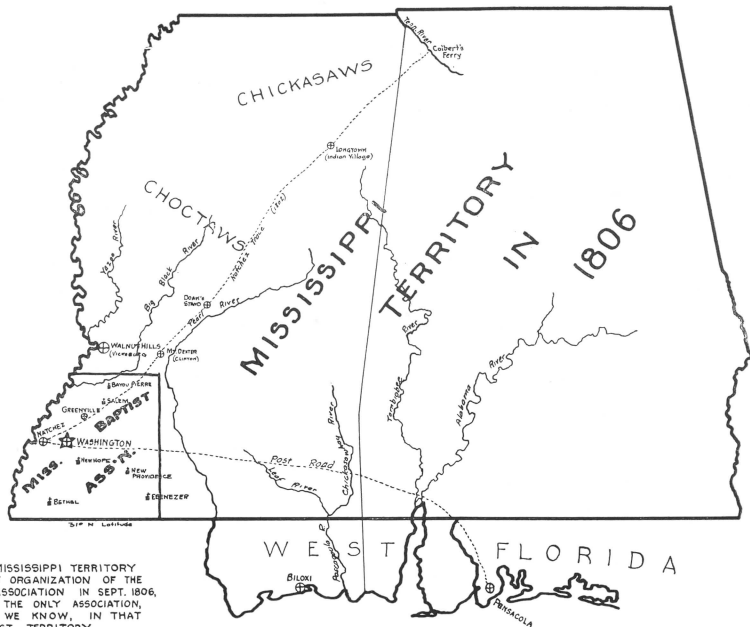 Tenn River
Colbert's
Ferry
CHICKASAWS
LONGTOWN
(Indian Village)
CHOCTAWS
Natchez Trace (1802)
Yazoo River
Big Black River
DOAK'S
STAND
Pearl River
MISSISSIPPI
TERRITORY
IN
1806
WALNUT HILLS
(VICKSBURG
MT. DEXTER
(CLINTON)
Tombigbee River
Alabama River
BAYOU PIERRE
SALEM
GREENVILLE
NATCHEZ
WASHINGTON
MISS. BAPTIST
ASS'N.
NEW HOPE
NEW
PROVIDENCE
BETHEL
EBENEZER
Post Road
Leaf River
Chickasawhay River
31° N Latitude
WEST FLORIDA
Pascagoula R.
BILOXI
PENSACOLA
MISSISSIPPI TERRITORY
ORGANIZATION OF THE
ASSOCIATION IN SEPT. 1806,
THE ONLY ASSOCIATION,
WE KNOW, IN THAT
TERRITORY